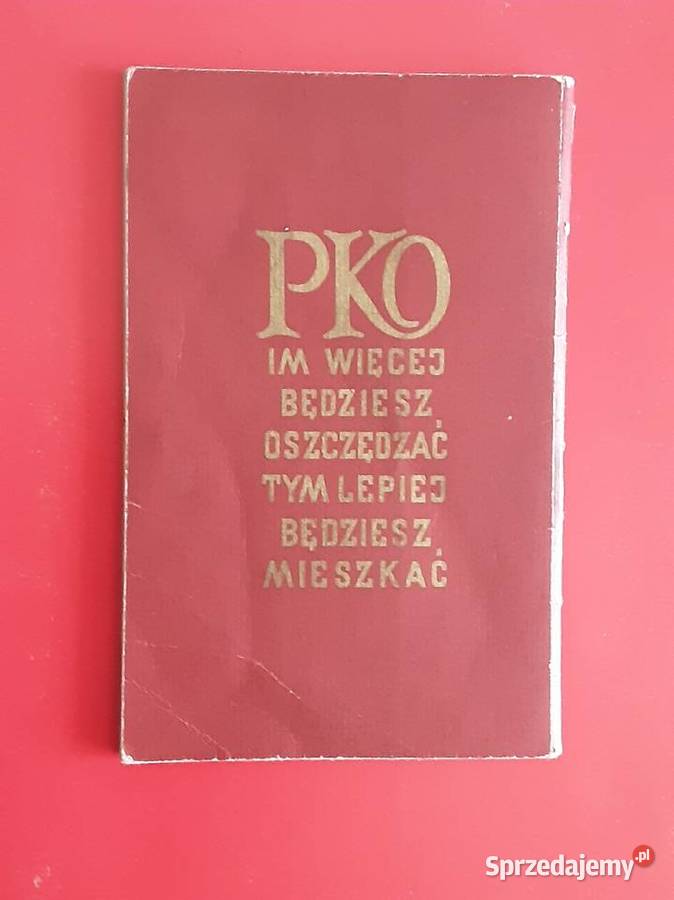 PKO
IM WIĘCEJ
BĘDZIESZ
OSZCZĘDZAĆ
TYM LEPIEJ
BĘDZIESZ
MIESZKAĆ
Sprzedajemy.pl